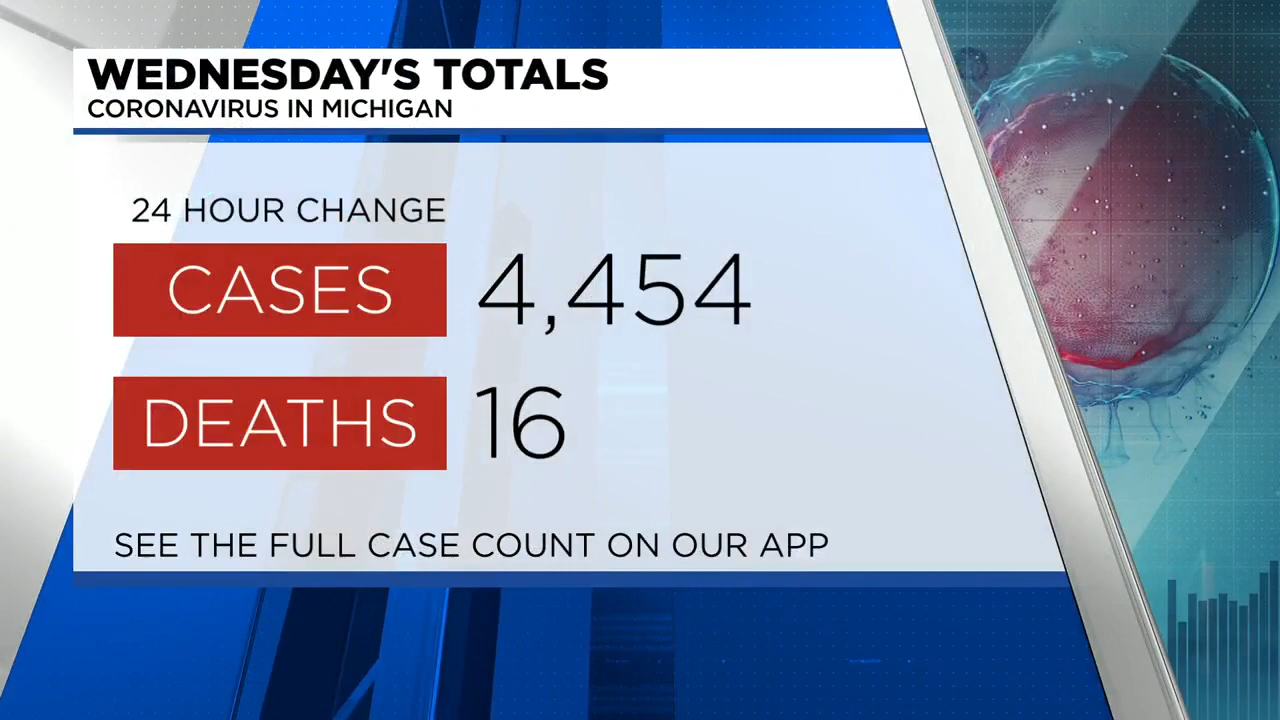 WEDNESDAY'S TOTALS
CORONAVIRUS IN MICHIGAN
24 HOUR CHANGE
CASES 4,454
DEATHS 16
SEE THE FULL CASE COUNT ON OUR APP